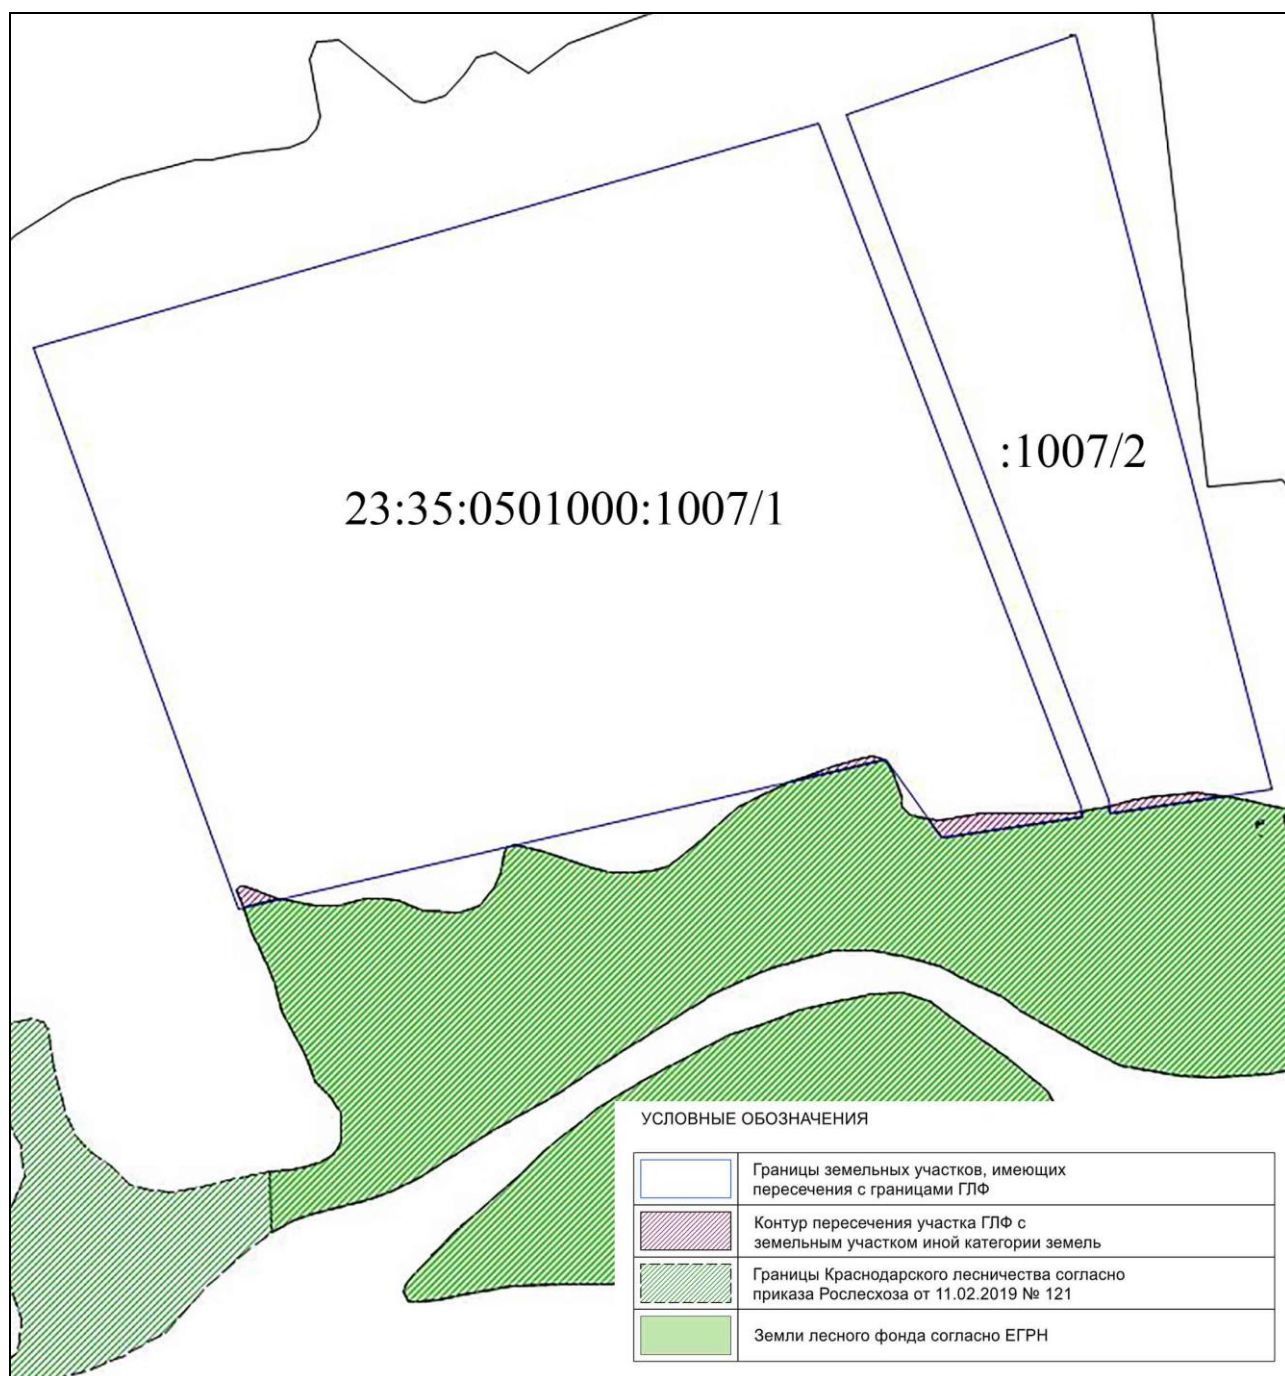 :1007/2
23:35:0501000:1007/1
УСЛОВНЫЕ ОБОЗНАЧЕНИЯ
Границы земельных участков, имеющих
пересечения с границами ГЛФ
Контур пересечения участка ГЛФ с
земельным участком иной категории земель
Границы Краснодарского лесничества согласно
приказа Рослесхоза от 11.02.2019 № 121
Земли лесного фонда согласно ЕГРН